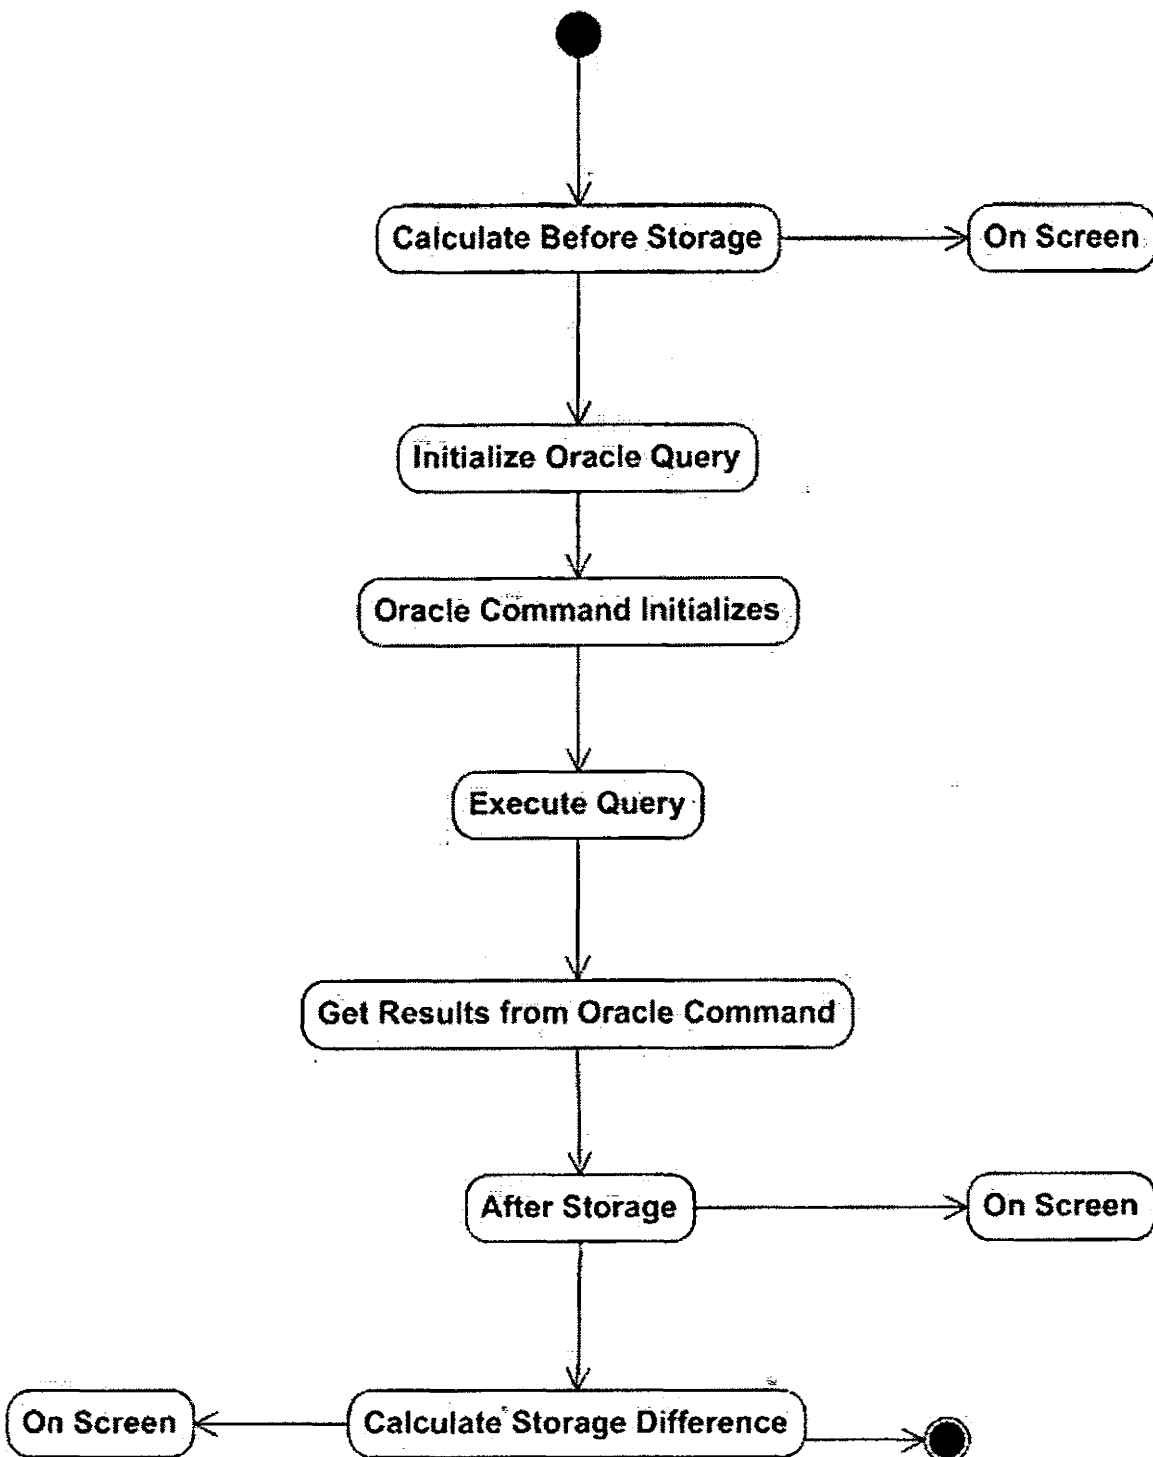 Calculate Before Storage
On Screen
Initialize Oracle Query
Oracle Command Initializes
Execute Query
Get Results from Oracle Command
After Storage
On Screen
On Screen
Calculate Storage Difference